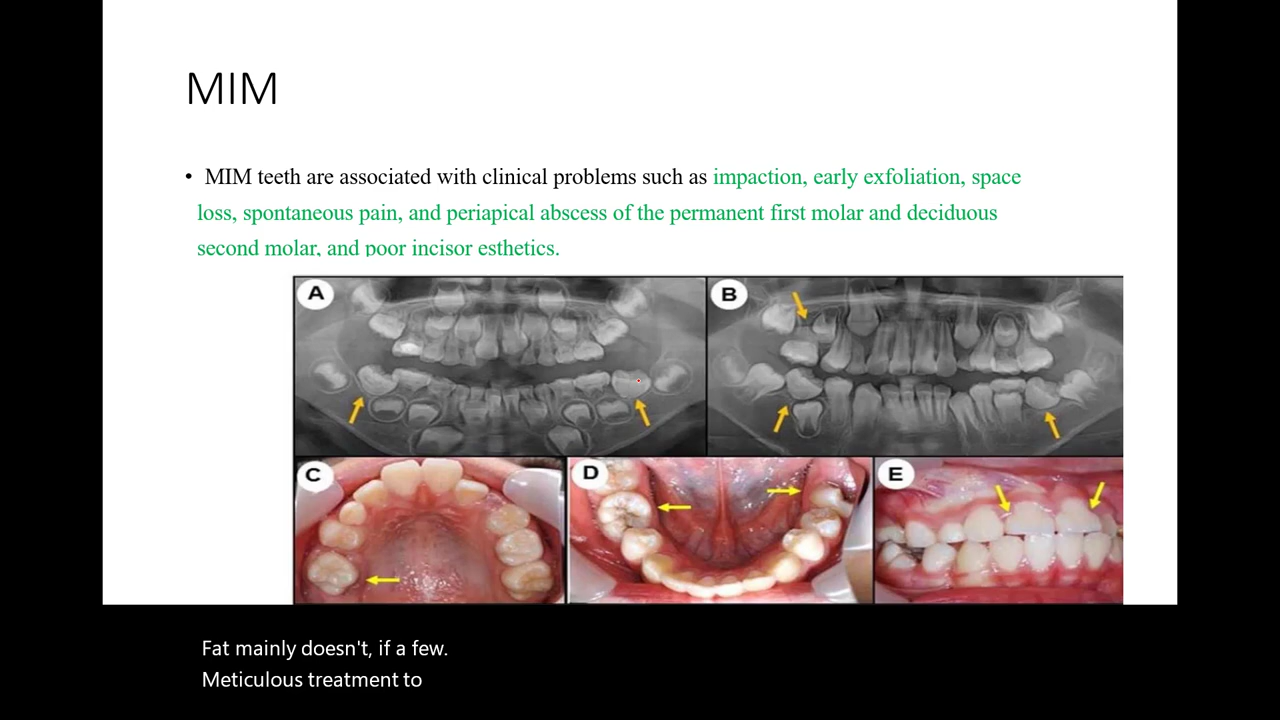 MIM
• MIM teeth are associated with clinical problems such as impaction, early exfoliation, space
loss, spontaneous pain, and periapical abscess of the permanent first molar and deciduous
second molar, and poor incisor esthetics.
A
B
C
D
E
Fat mainly doesn't, if a few.
Meticulous treatment to